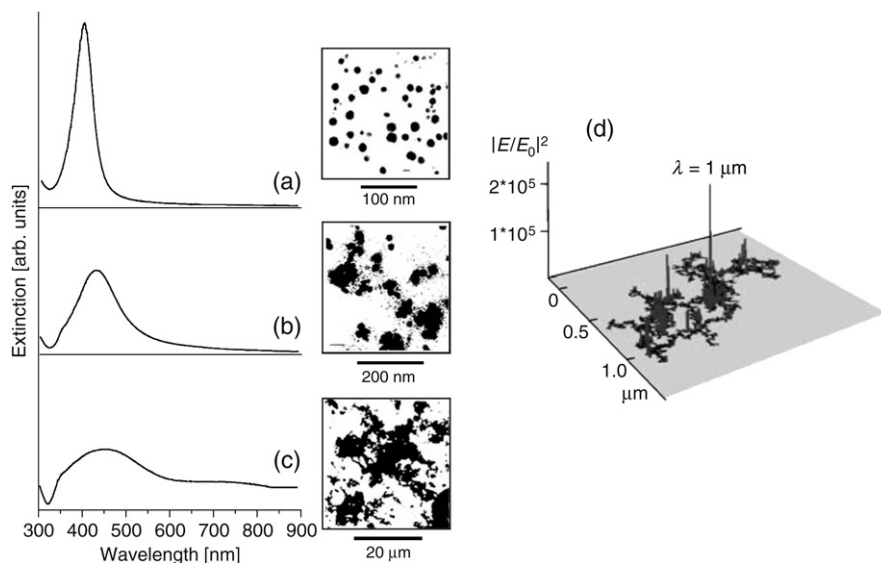 Extinction [arb. units]
(a)
(b)
(c)
300 400 500 600 700 800 900
Wavelength [nm]
100 nm
200 nm
20 µm
(d)
|E/E₀|²
λ = 1 µm
2*10⁵
1*10⁵
0
0.5
1.0
µm